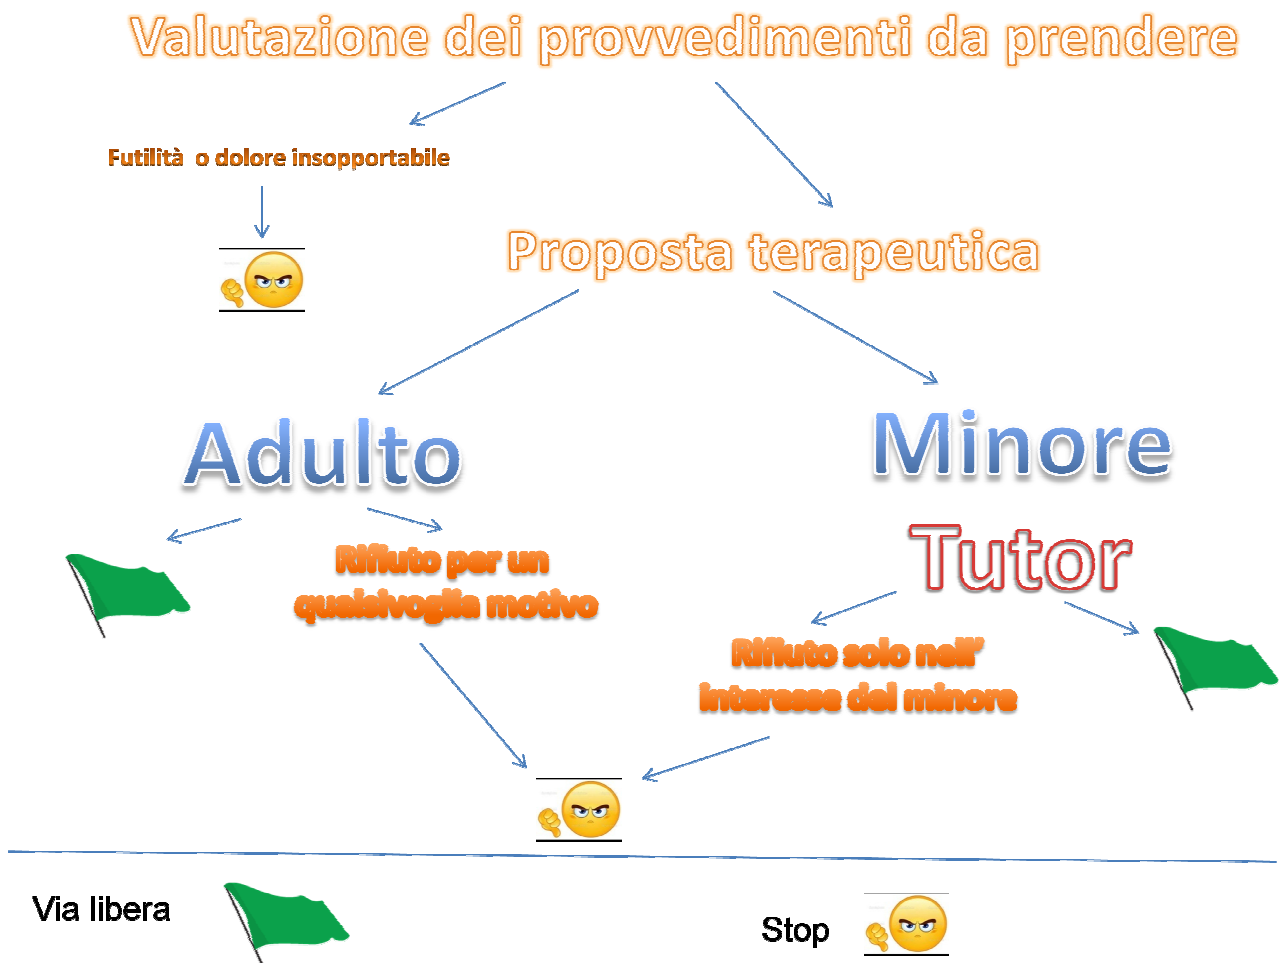 Valutazione dei provvedimenti da prendere
Futilità o dolore insopportabile
Proposta terapeutica
Adulto
Minore
Tutor
Rifiuto per un
qualsivoglia motivo
Rifiuto solo nell'
interesse del minore
Via libera
Stop